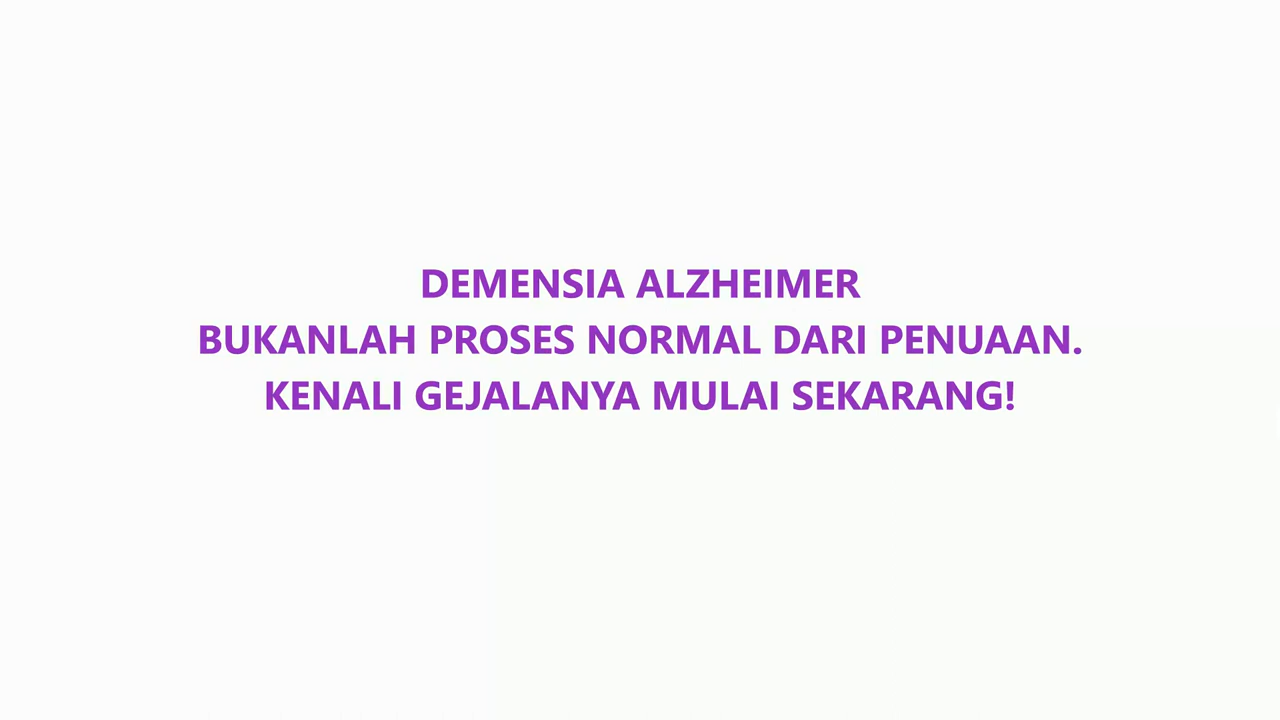 DEMENSIA ALZHEIMER
BUKANLAH PROSES NORMAL DARI PENUAAN.
KENALI GEJALANYA MULAI SEKARANG!